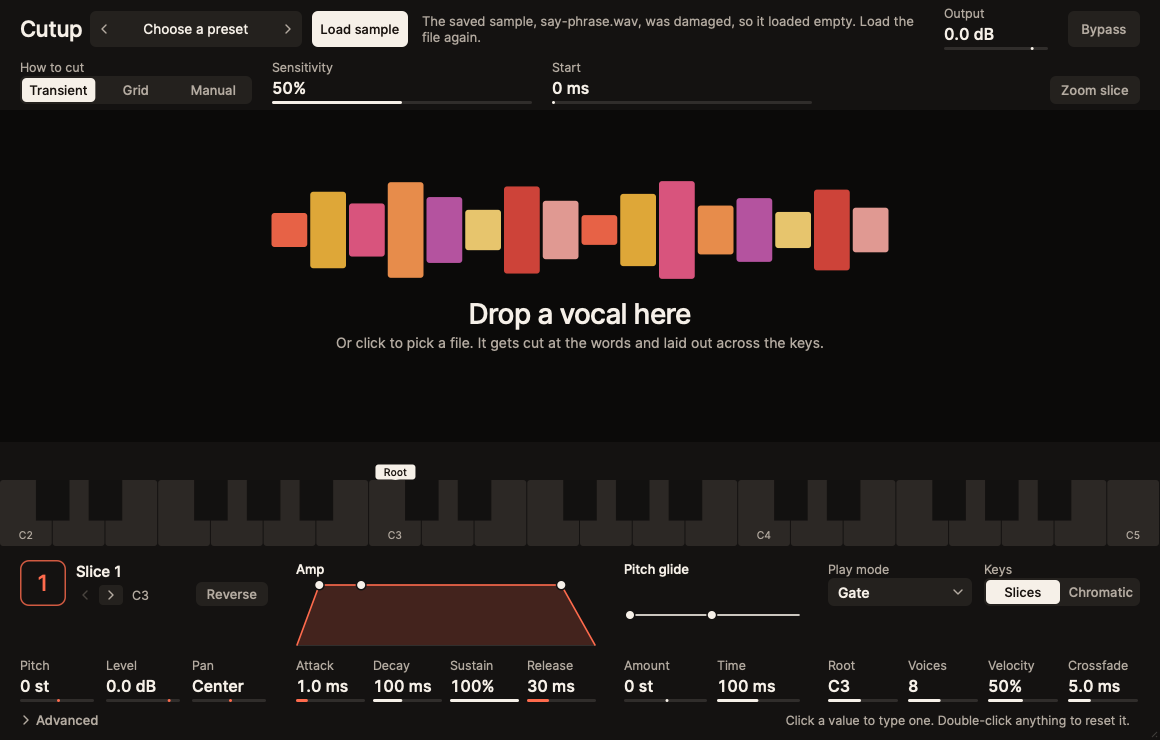 Cutup
Choose a preset
Load sample
The saved sample, say-phrase.wav, was damaged, so it loaded empty. Load the
file again.
Output
0.0 dB
Bypass
How to cut
Transient
Grid
Manual
Sensitivity
50%
Start
0 ms
Zoom slice
Drop a vocal here
Or click to pick a file. It gets cut at the words and laid out across the keys.
Root
C2
C3
C4
C5
1
Slice 1
C3
Reverse
Amp
Pitch glide
Play mode
Gate
Keys
Slices
Chromatic
Pitch
0 st
Level
0.0 dB
Pan
Center
Attack
1.0 ms
Decay
100 ms
Sustain
100%
Release
30 ms
Amount
0 st
Time
100 ms
Root
C3
Voices
8
Velocity
50%
Crossfade
5.0 ms
Advanced
Click a value to type one. Double-click anything to reset it.